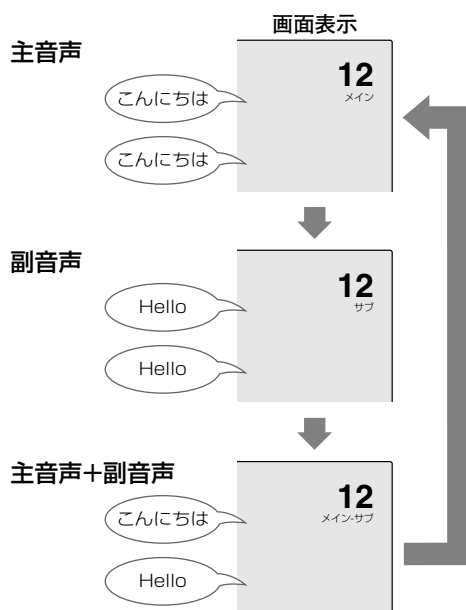 画面表示
主音声
12
メイン
こんにちは
こんにちは
副音声
12
サブ
Hello
Hello
主音声+副音声
12
メイン-サブ
こんにちは
Hello